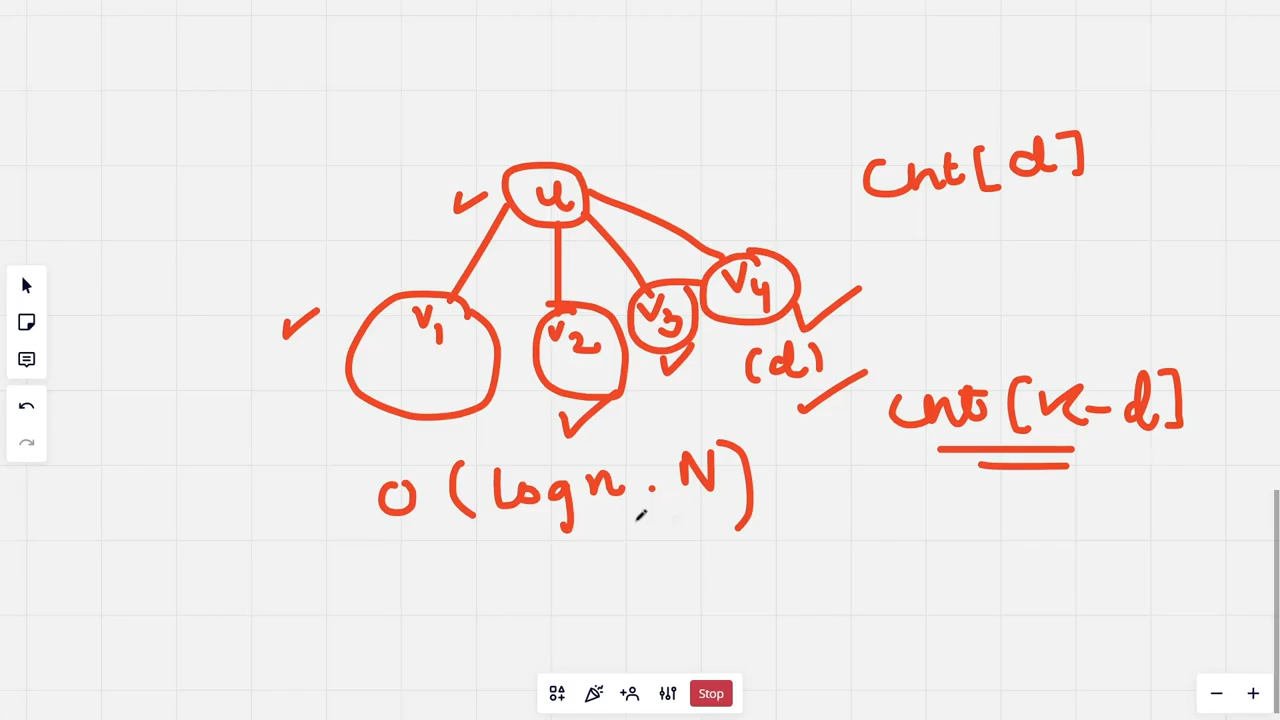 cnt[d]
u
v1
v2
v3
v4
(d)
cnt[k-d]
O(logn.N)
Stop